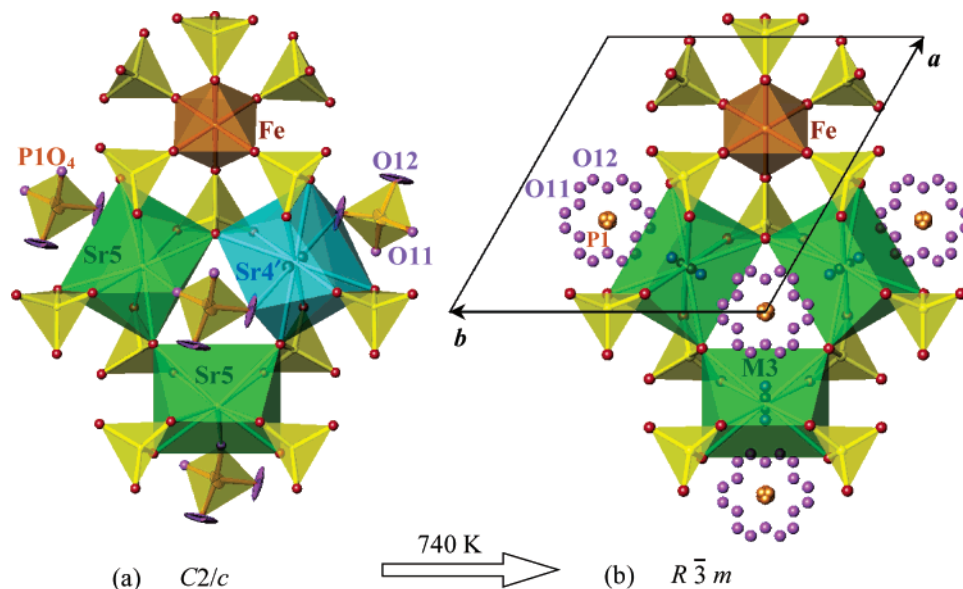 Fe
P1O₄
O12
Sr5
Sr4′
O11
Sr5
a
Fe
O12
O11
P1
b
M3
740 K
(a) C2/c
(b) R 3̅ m